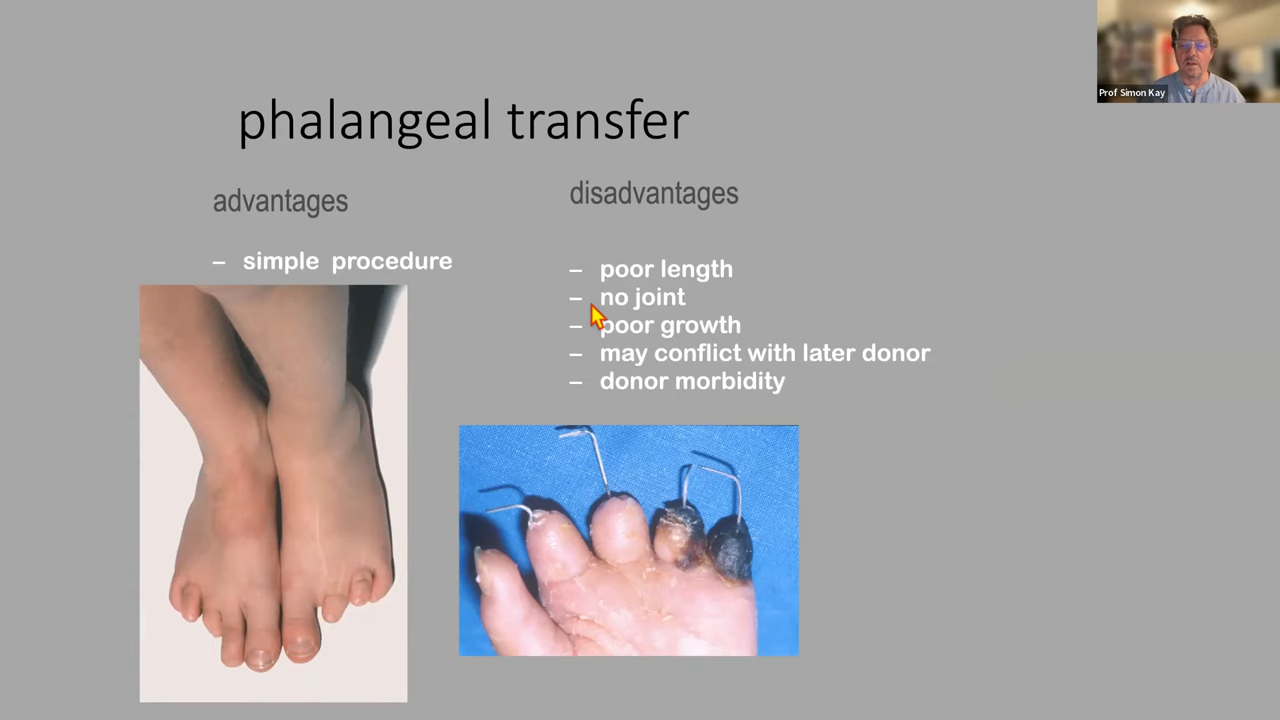 Prof Simon Kay
phalangeal transfer
advantages
– simple procedure
disadvantages
– poor length
– no joint
– poor growth
– may conflict with later donor
– donor morbidity